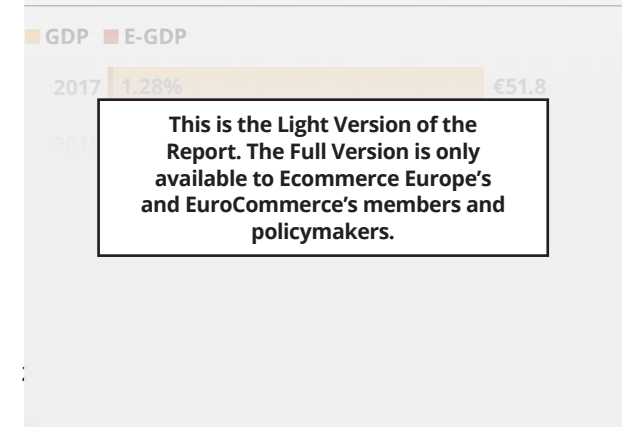 GDP E-GDP
2017 1.28% €51.8
2018
This is the Light Version of the
Report. The Full Version is only
available to Ecommerce Europe’s
and EuroCommerce’s members and
policymakers.